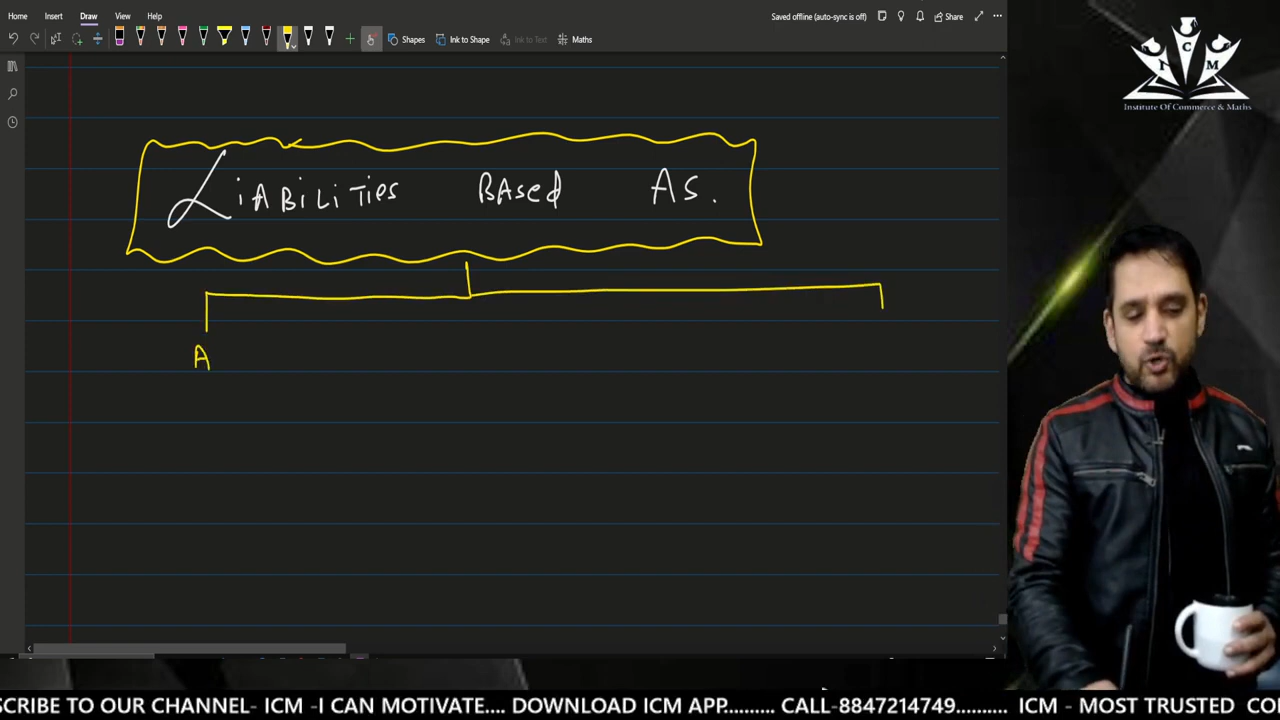 Home Insert Draw View Help
Saved offline (auto-sync is off) Share
Shapes Ink to Shape Ink to Text Maths
I C M
Institute Of Commerce & Maths
LiABiLiTies BAsed As.
A
SCRIBE TO OUR CHANNEL- ICM -I CAN MOTIVATE.... DOWNLOAD ICM APP......... CALL-8847214749.......... ICM - MOST TRUSTED COI